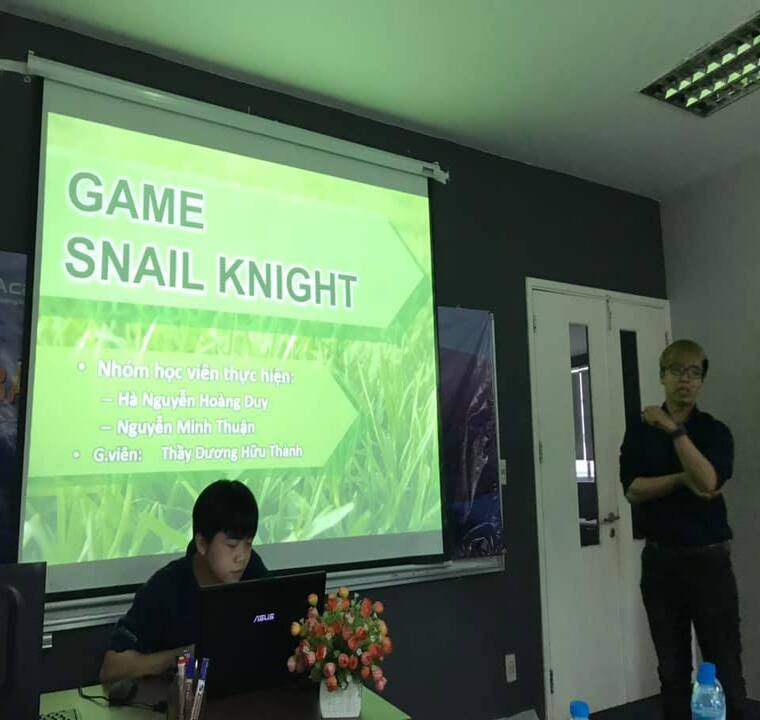 GAME
SNAIL KNIGHT
• Nhóm học viên thực hiện:
– Hà Nguyễn Hoàng Duy
– Nguyễn Minh Thuận
• G.viên: Thầy Dương Hữu Thành
ASUS